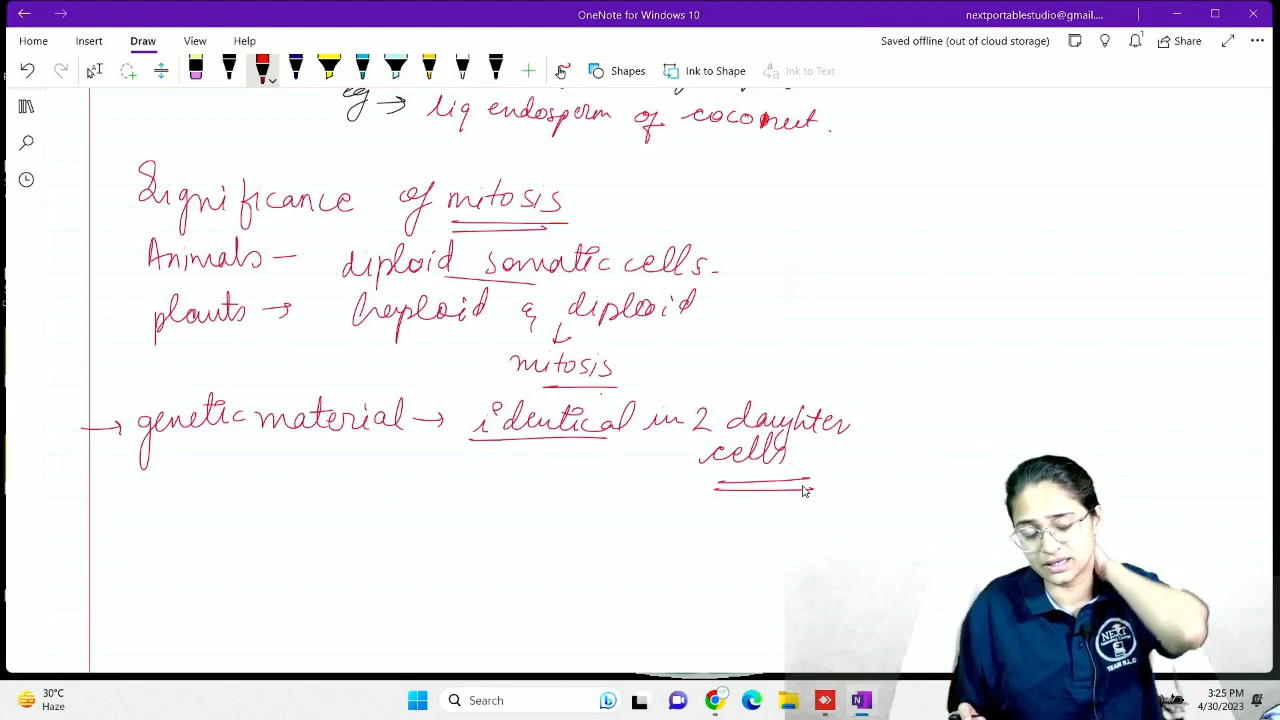 OneNote for Windows 10
nextportablestudio@gmail....
Home Insert Draw View Help
Saved offline (out of cloud storage)
Share
Shapes
Ink to Shape
Ink to Text
eg → liq endosperm of coconut.
Significance of mitosis
Animals - diploid somatic cells.
plants → haploid & diploid
↓
mitosis
→ genetic material → identical in 2 daughter
cells
NEXT
TEAM N.L.C
30°C
Haze
Search
3:25 PM
4/30/2023